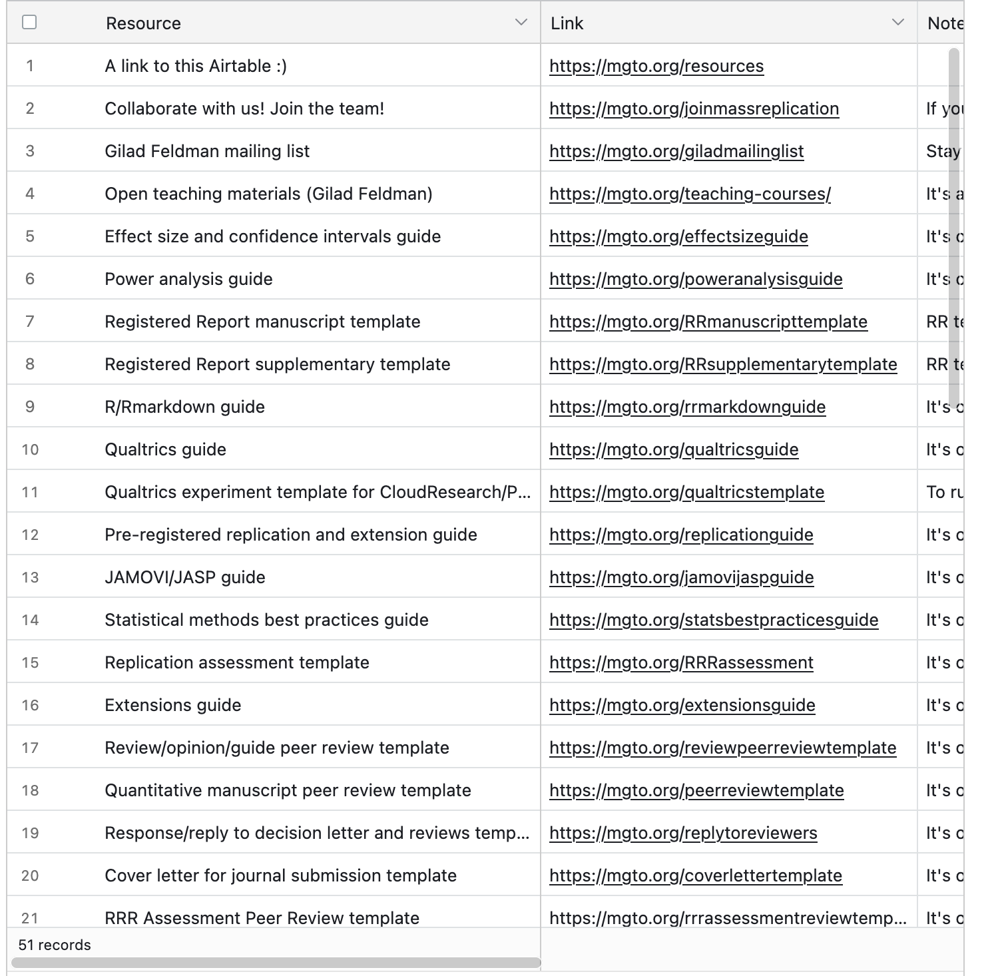 Resource Link Note
1 A link to this Airtable :) https://mgto.org/resources
2 Collaborate with us! Join the team! https://mgto.org/joinmassreplication If you
3 Gilad Feldman mailing list https://mgto.org/giladmailinglist Stay
4 Open teaching materials (Gilad Feldman) https://mgto.org/teaching-courses/ It's a
5 Effect size and confidence intervals guide https://mgto.org/effectsizeguide It's o
6 Power analysis guide https://mgto.org/poweranalysisguide It's o
7 Registered Report manuscript template https://mgto.org/RRmanuscripttemplate RR te
8 Registered Report supplementary template https://mgto.org/RRsupplementarytemplate RR te
9 R/Rmarkdown guide https://mgto.org/rrmarkdownguide It's o
10 Qualtrics guide https://mgto.org/qualtricsguide It's o
11 Qualtrics experiment template for CloudResearch/P... https://mgto.org/qualtricstemplate To ru
12 Pre-registered replication and extension guide https://mgto.org/replicationguide It's o
13 JAMOVI/JASP guide https://mgto.org/jamovijaspguide It's o
14 Statistical methods best practices guide https://mgto.org/statsbestpracticesguide It's o
15 Replication assessment template https://mgto.org/RRRassessment It's o
16 Extensions guide https://mgto.org/extensionsguide It's o
17 Review/opinion/guide peer review template https://mgto.org/reviewpeerreviewtemplate It's o
18 Quantitative manuscript peer review template https://mgto.org/peerreviewtemplate It's o
19 Response/reply to decision letter and reviews temp... https://mgto.org/replytoreviewers It's o
20 Cover letter for journal submission template https://mgto.org/coverlettertemplate It's o
21 RRR Assessment Peer Review template https://mgto.org/rrrassessmentreviewtemp... It's o
51 records